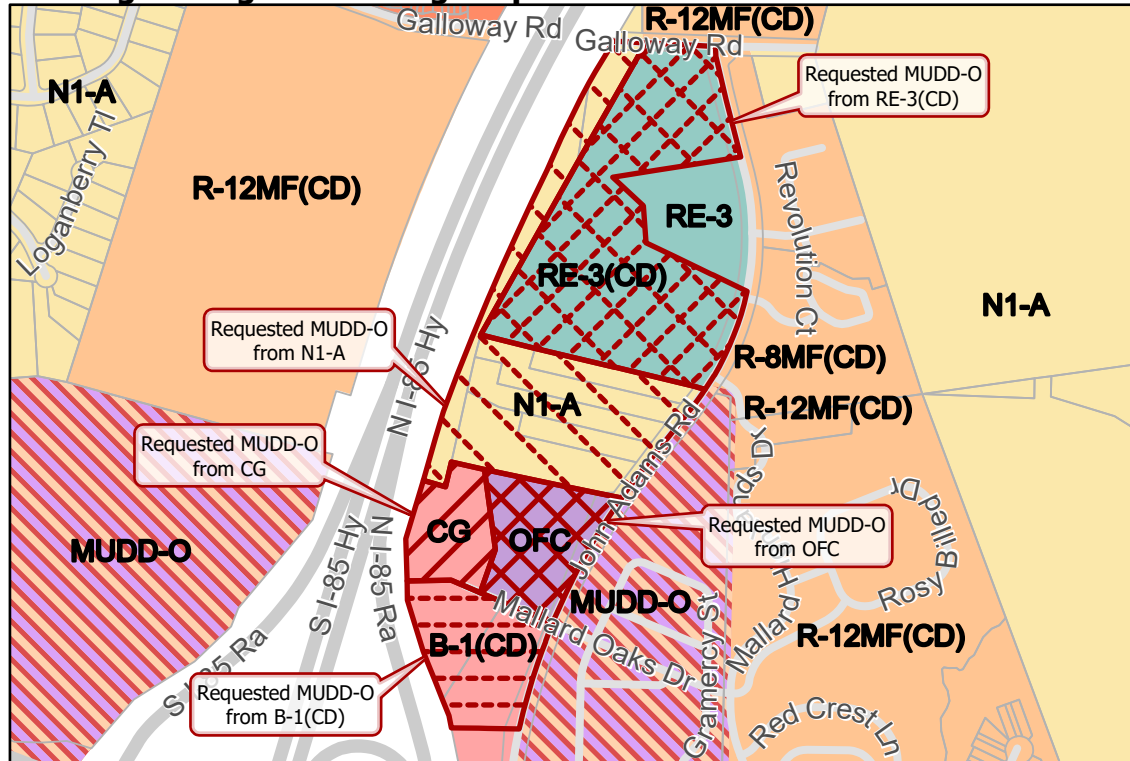 R-12MF(CD)
Galloway Rd
Galloway Rd
Requested MUDD-O
from RE-3(CD)
N1-A
Loganberry Tl
R-12MF(CD)
Revolution Ct
RE-3
RE-3(CD)
N1-A
Requested MUDD-O
from N1-A
N I-85 Hy
R-8MF(CD)
N1-A
R-12MF(CD)
Requested MUDD-O
from CG
John Adams Rd
Dr
CG
OFC
Requested MUDD-O
from OFC
Rosy Billed Dr
MUDD-O
S I-85 Hy
N I-85 Ra
MUDD-O
Mallard
Mallard Oaks Dr
Gramercy St
B-1(CD)
R-12MF(CD)
S I-85 Ra
Requested MUDD-O
from B-1(CD)
Red Crest Ln